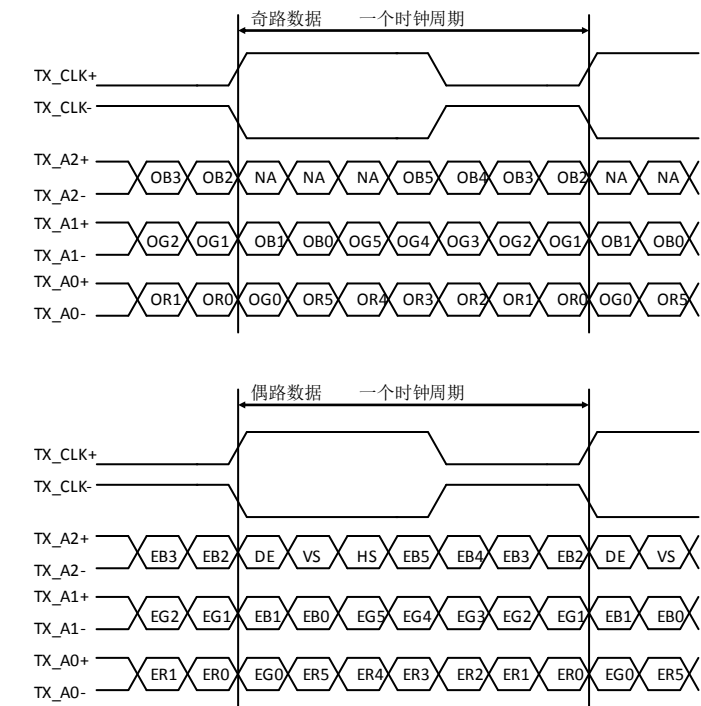 奇路数据 一个时钟周期
TX_CLK+
TX_CLK-
TX_A2+
OB3 OB2 NA NA NA OB5 OB4 OB3 OB2 NA NA
TX_A2-
TX_A1+
OG2 OG1 OB1 OB0 OG5 OG4 OG3 OG2 OG1 OB1 OB0
TX_A1-
TX_A0+
OR1 OR0 OG0 OR5 OR4 OR3 OR2 OR1 OR0 OG0 OR5
TX_A0-
偶路数据 一个时钟周期
TX_CLK+
TX_CLK-
TX_A2+
EB3 EB2 DE VS HS EB5 EB4 EB3 EB2 DE VS
TX_A2-
TX_A1+
EG2 EG1 EB1 EB0 EG5 EG4 EG3 EG2 EG1 EB1 EB0
TX_A1-
TX_A0+
ER1 ER0 EG0 ER5 ER4 ER3 ER2 ER1 ER0 EG0 ER5
TX_A0-